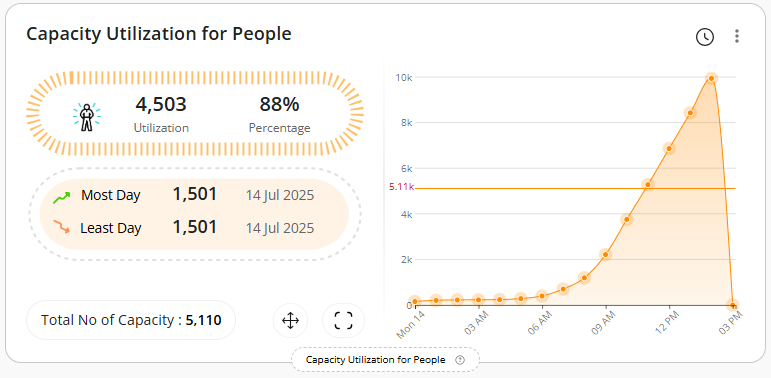 Capacity Utilization for People
4,503
Utilization
88%
Percentage
Most Day 1,501 14 Jul 2025
Least Day 1,501 14 Jul 2025
Total No of Capacity : 5,110
10k
8k
6k
5.11k
4k
2k
0
Mon 14 03 AM 06 AM 09 AM 12 PM 03 PM
Capacity Utilization for People ?